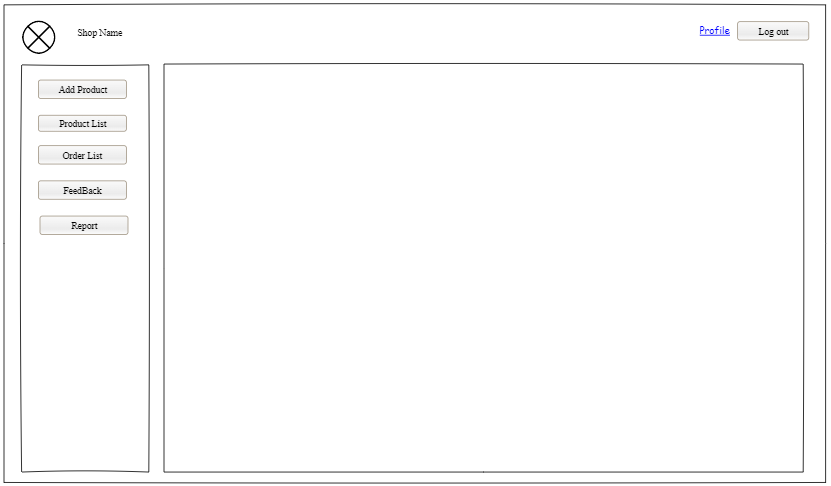 Shop Name
Profile
Log out
Add Product
Product List
Order List
FeedBack
Report